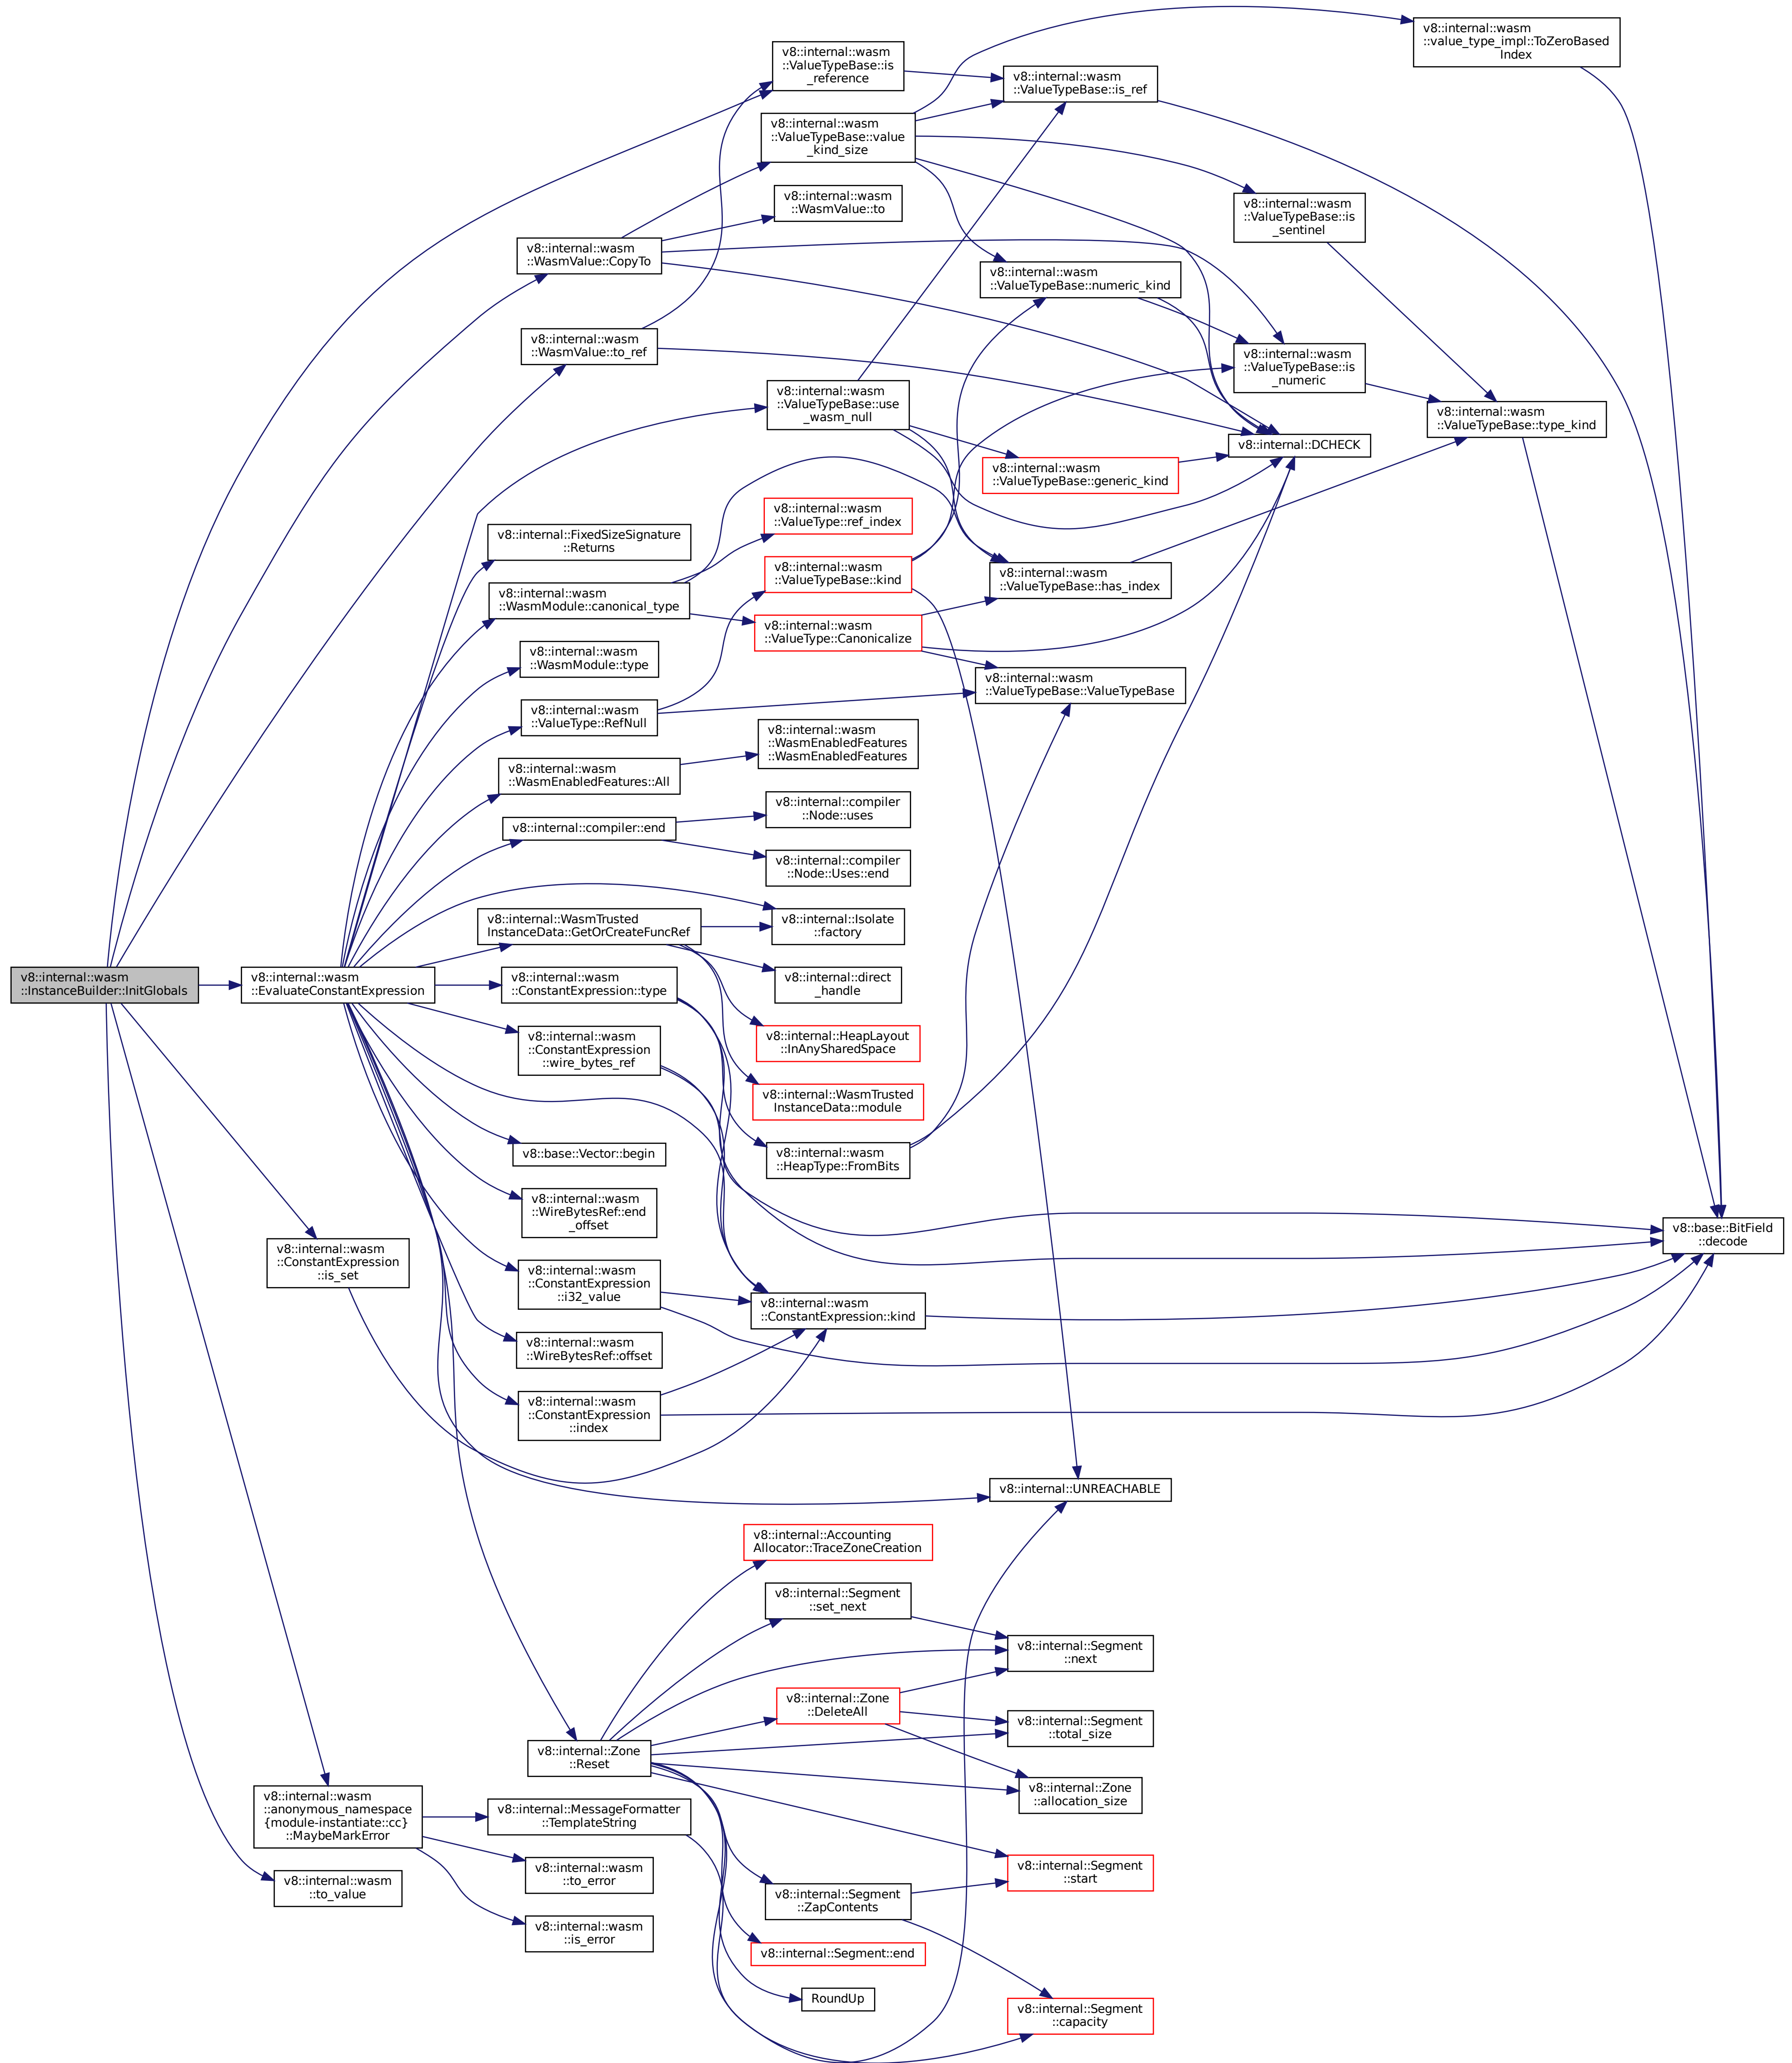 v8::internal::wasm
::InstanceBuilder::InitGlobals
v8::internal::wasm
::ValueTypeBase::is
_reference
v8::internal::wasm
::WasmValue::CopyTo
v8::internal::wasm
::WasmValue::to_ref
v8::internal::wasm
::EvaluateConstantExpression
v8::internal::wasm
::ConstantExpression
::is_set
v8::internal::wasm
::anonymous_namespace
{module-instantiate::cc}
::MaybeMarkError
v8::internal::wasm
::to_value
v8::internal::wasm
::ValueTypeBase::is_ref
v8::base::BitField
::decode
v8::internal::wasm
::ValueTypeBase::value
_kind_size
v8::internal::wasm
::WasmValue::to
v8::internal::wasm
::ValueTypeBase::is
_numeric
v8::internal::DCHECK
v8::internal::wasm
::value_type_impl::ToZeroBased
Index
v8::internal::wasm
::ValueTypeBase::is
_sentinel
v8::internal::wasm
::ValueTypeBase::numeric_kind
v8::internal::wasm
::ValueTypeBase::type_kind
v8::internal::wasm
::ValueTypeBase::use
_wasm_null
v8::internal::wasm
::ValueTypeBase::generic_kind
v8::internal::wasm
::ValueTypeBase::has_index
v8::internal::FixedSizeSignature
::Returns
v8::internal::wasm
::WasmModule::canonical_type
v8::internal::wasm
::ValueType::ref_index
v8::internal::wasm
::ValueTypeBase::kind
v8::internal::wasm
::ValueType::Canonicalize
v8::internal::wasm
::ValueTypeBase::ValueTypeBase
v8::internal::wasm
::WasmModule::type
v8::internal::wasm
::ValueType::RefNull
v8::internal::wasm
::WasmEnabledFeatures::All
v8::internal::wasm
::WasmEnabledFeatures
::WasmEnabledFeatures
v8::internal::compiler::end
v8::internal::compiler
::Node::uses
v8::internal::compiler
::Node::Uses::end
v8::internal::WasmTrusted
InstanceData::GetOrCreateFuncRef
v8::internal::Isolate
::factory
v8::internal::direct
_handle
v8::internal::HeapLayout
::InAnySharedSpace
v8::internal::WasmTrusted
InstanceData::module
v8::internal::wasm
::ConstantExpression::type
v8::internal::wasm
::HeapType::FromBits
v8::internal::wasm
::ConstantExpression
::wire_bytes_ref
v8::base::Vector::begin
v8::internal::wasm
::WireBytesRef::end
_offset
v8::internal::wasm
::ConstantExpression
::i32_value
v8::internal::wasm
::ConstantExpression::kind
v8::internal::wasm
::WireBytesRef::offset
v8::internal::wasm
::ConstantExpression
::index
v8::internal::UNREACHABLE
v8::internal::Zone
::Reset
v8::internal::Accounting
Allocator::TraceZoneCreation
v8::internal::Segment
::set_next
v8::internal::Segment
::next
v8::internal::Zone
::DeleteAll
v8::internal::Segment
::total_size
v8::internal::Zone
::allocation_size
v8::internal::Segment
::start
v8::internal::Segment
::ZapContents
v8::internal::Segment::end
RoundUp
v8::internal::Segment
::capacity
v8::internal::MessageFormatter
::TemplateString
v8::internal::wasm
::to_error
v8::internal::wasm
::is_error